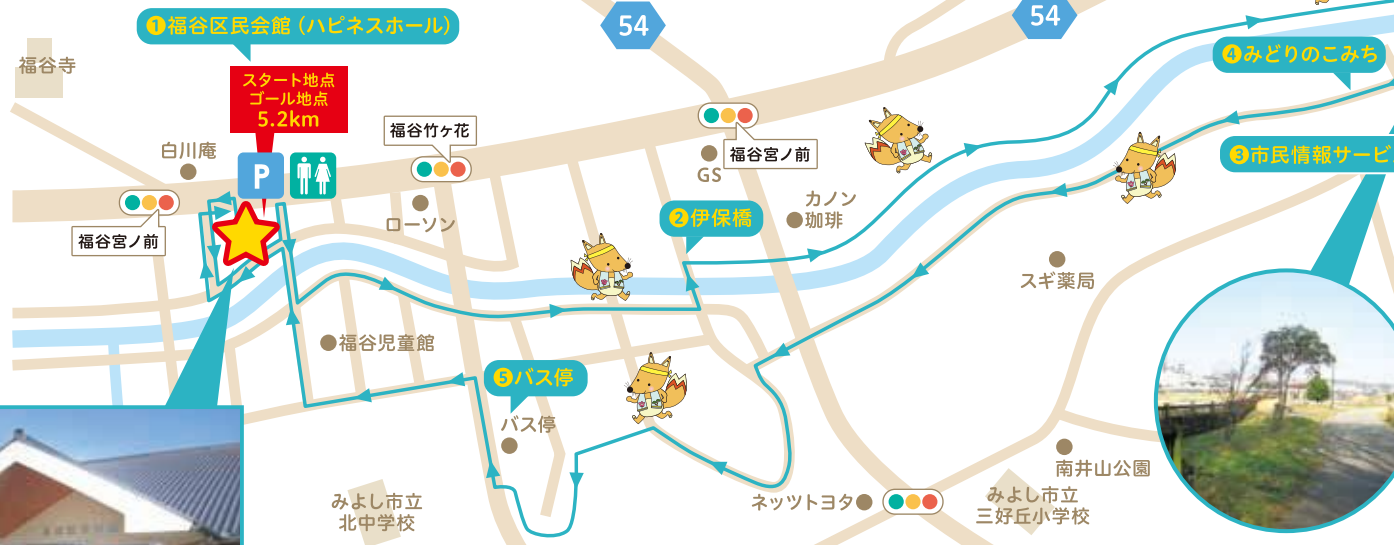 ❶福谷区民会館（ハピネスホール）
54
54
福谷寺
スタート地点
ゴール地点
5.2km
❹みどりのこみち
福谷竹ヶ花
白川庵
P
GS
福谷宮ノ前
❸市民情報サービ
ローソン
カノン
珈琲
❷伊保橋
福谷宮ノ前
スギ薬局
福谷児童館
❺バス停
バス停
南井山公園
みよし市立
北中学校
ネッツトヨタ
みよし市立
三好丘小学校